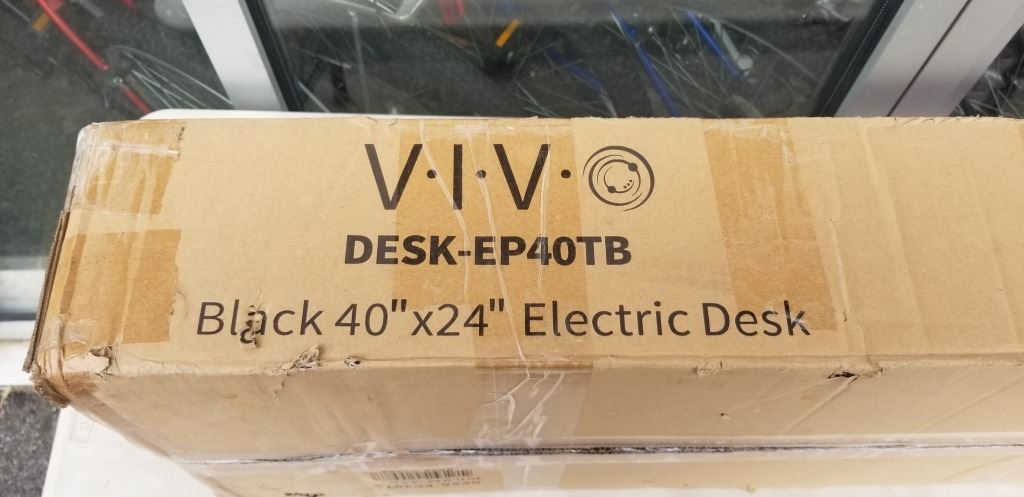 V·I·V·O
DESK-EP40TB
Black 40"x24" Electric Desk